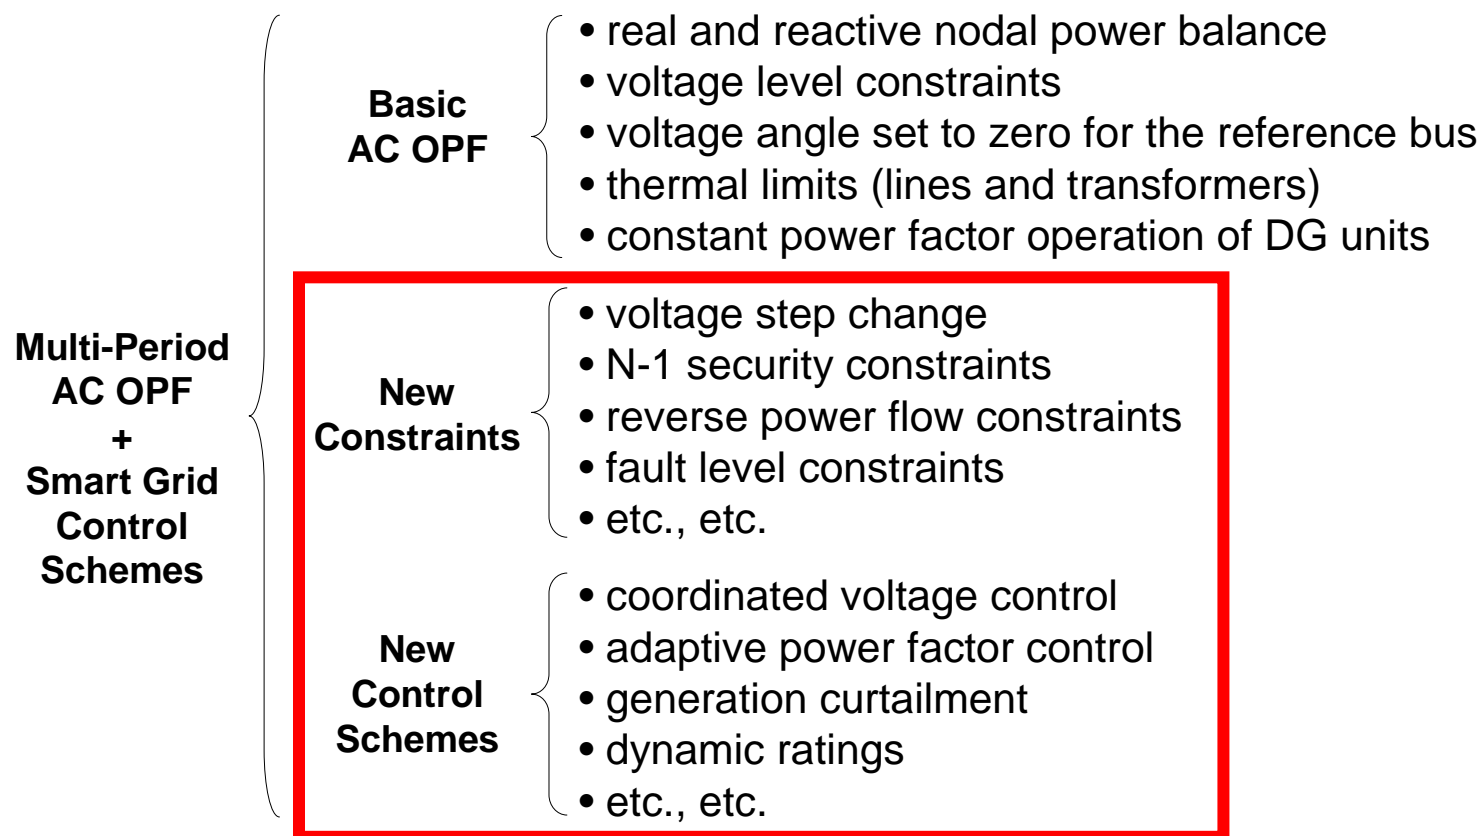 Multi-Period
AC OPF
+
Smart Grid
Control
Schemes
Basic
AC OPF
• real and reactive nodal power balance
• voltage level constraints
• voltage angle set to zero for the reference bus
• thermal limits (lines and transformers)
• constant power factor operation of DG units
New
Constraints
• voltage step change
• N-1 security constraints
• reverse power flow constraints
• fault level constraints
• etc., etc.
New
Control
Schemes
• coordinated voltage control
• adaptive power factor control
• generation curtailment
• dynamic ratings
• etc., etc.